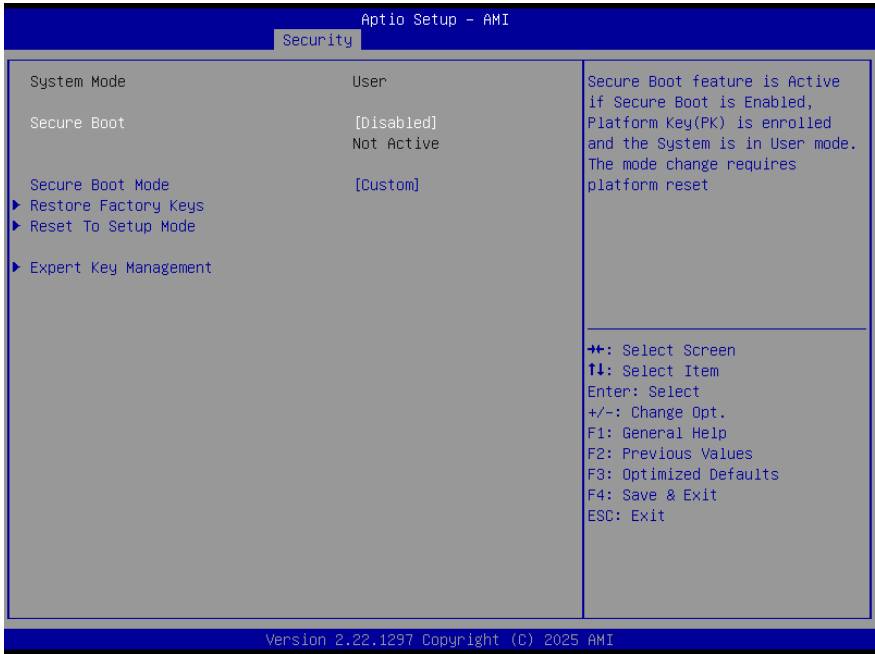 Aptio Setup – AMI
Security
System Mode User
Secure Boot [Disabled]
Not Active
Secure Boot Mode [Custom]
Restore Factory Keys
Reset To Setup Mode
Expert Key Management
Secure Boot feature is Active
if Secure Boot is Enabled,
Platform Key(PK) is enrolled
and the System is in User mode.
The mode change requires
platform reset
→←: Select Screen
↑↓: Select Item
Enter: Select
+/-: Change Opt.
F1: General Help
F2: Previous Values
F3: Optimized Defaults
F4: Save & Exit
ESC: Exit
Version 2.22.1297 Copyright (C) 2025 AMI